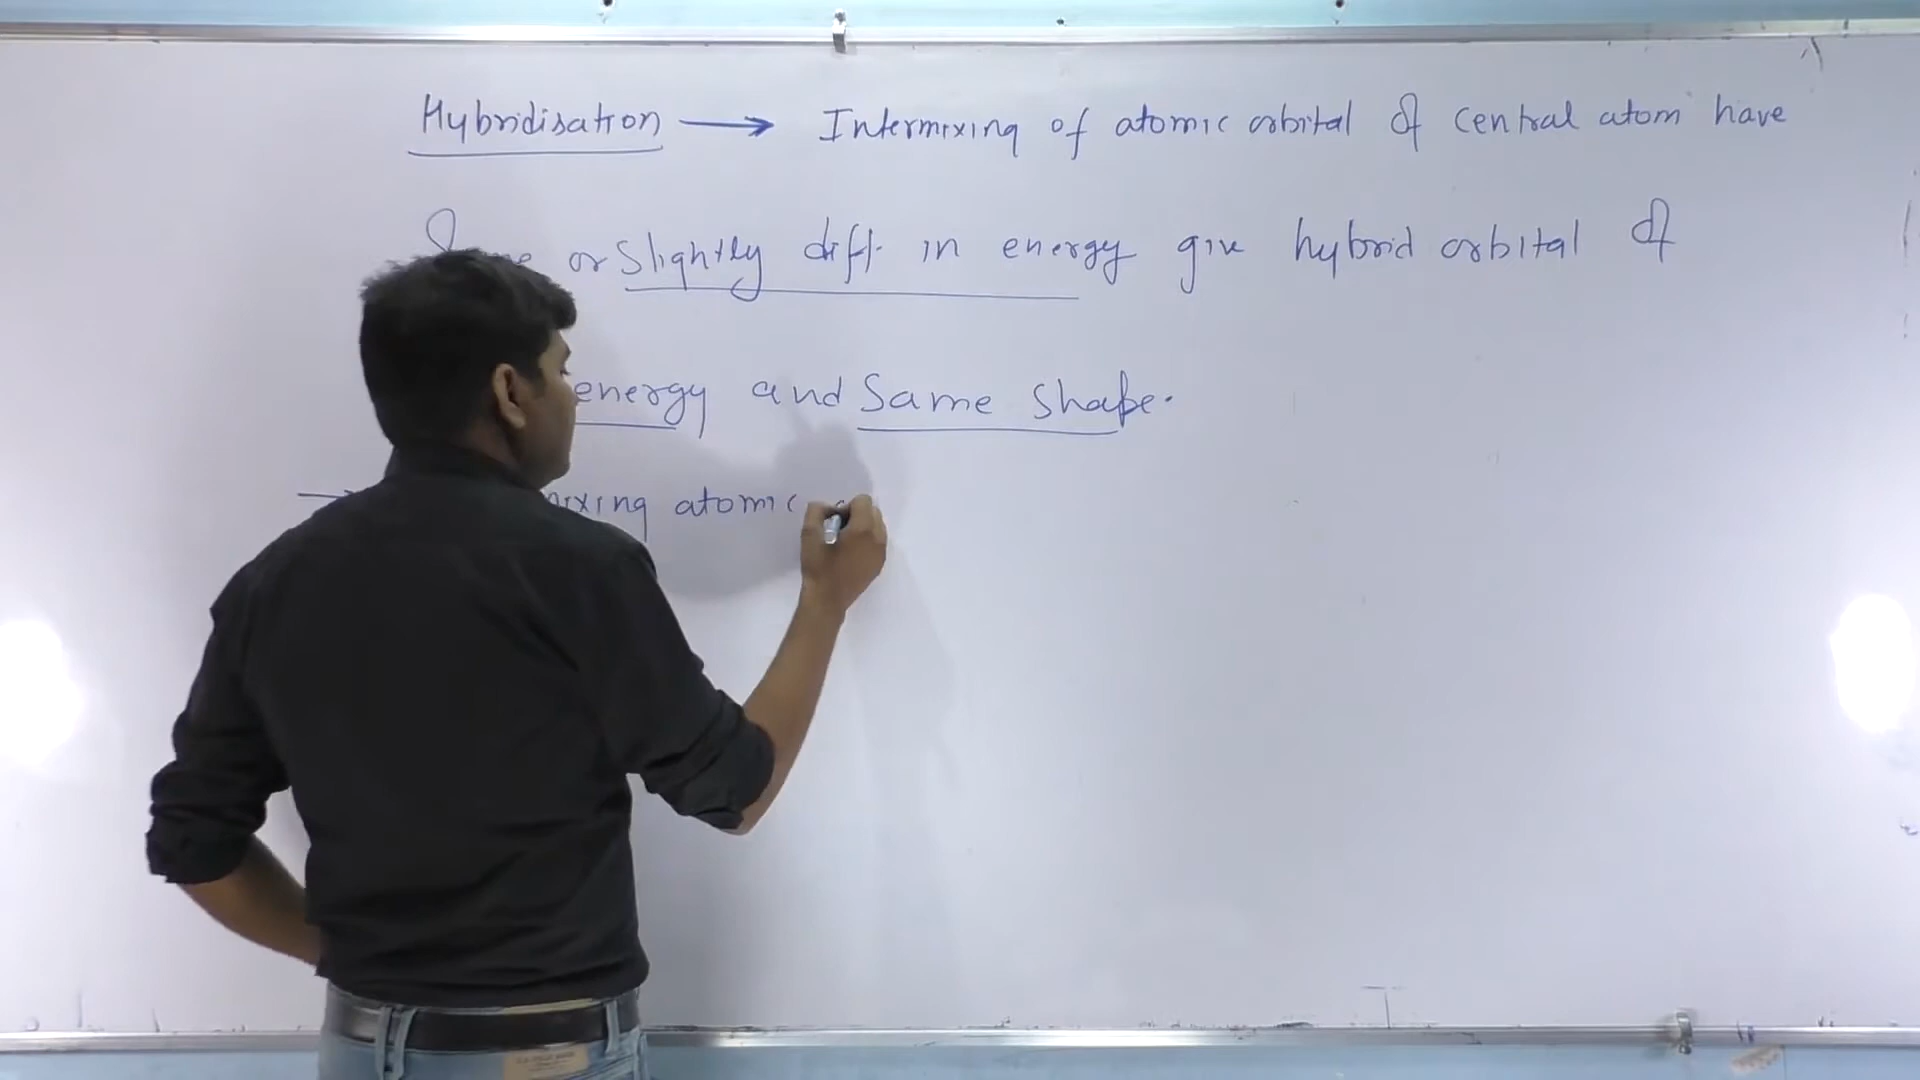 Hybridisation → Intermixing of atomic orbital of central atom have
or slightly diff. in energy give hybrid orbital of
energy and Same shape.
mixing atomic